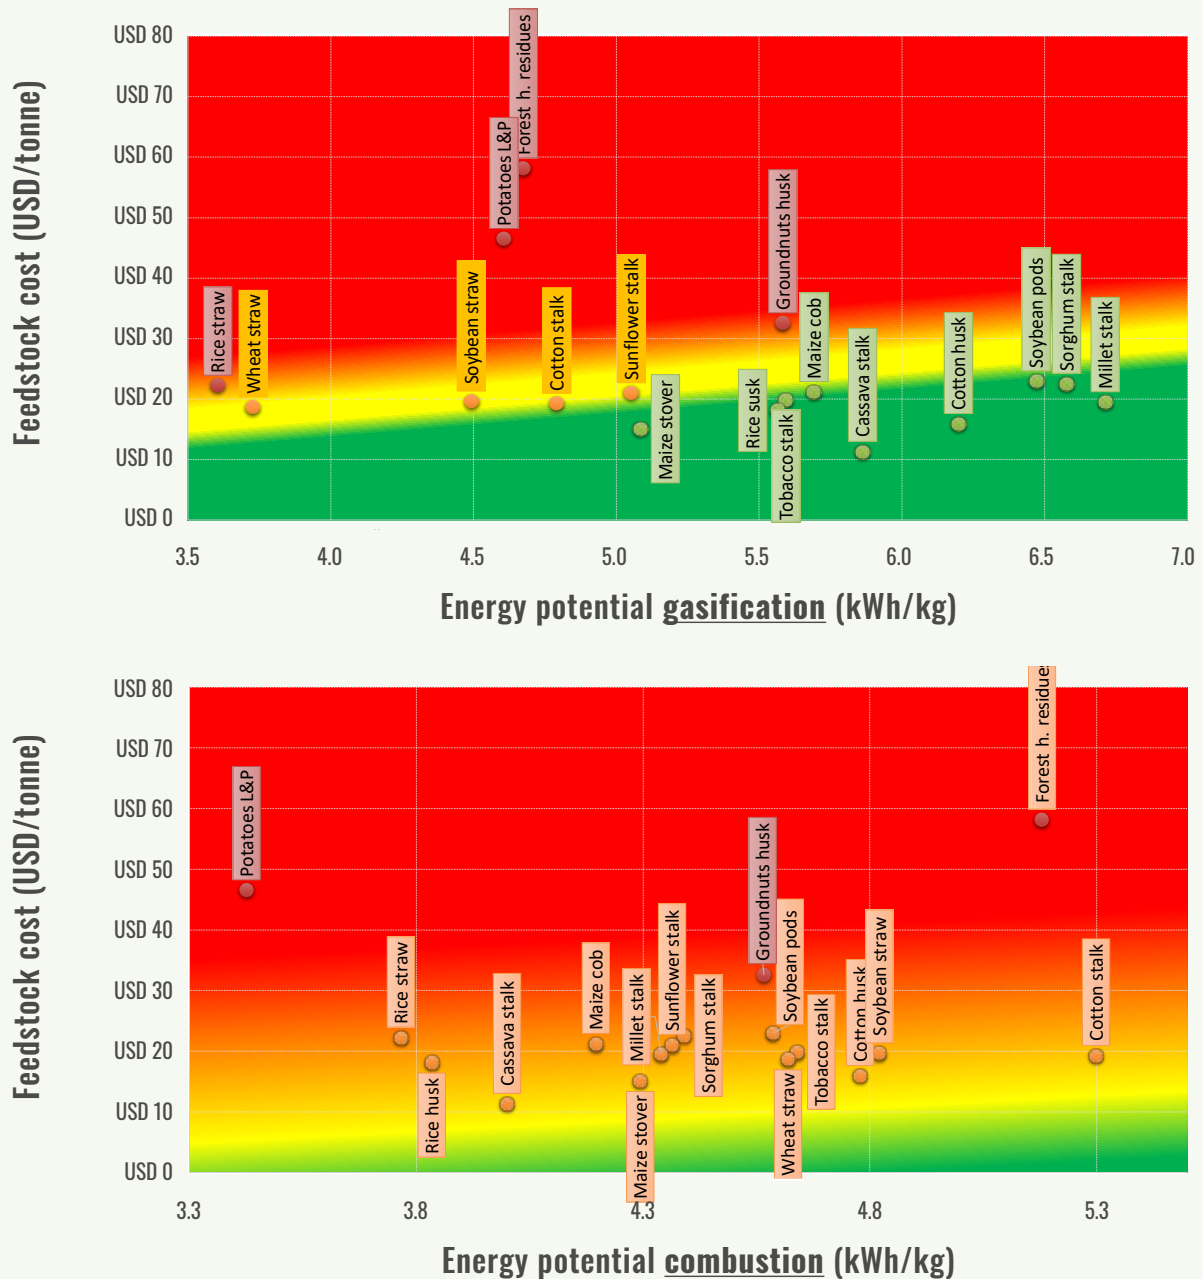 USD 80
USD 70
USD 60
USD 50
USD 40
USD 30
USD 20
USD 10
USD 0
Feedstock cost (USD/tonne)
Rice straw
Wheat straw
Soybean straw
Potatoes L&P
Forest h. residues
Cotton stalk
Sunflower stalk
Maize stover
Rice susk
Groundnuts husk
Tobacco stalk
Maize cob
Cassava stalk
Cotton husk
Soybean pods
Sorghum stalk
Millet stalk
3.5
4.0
4.5
5.0
5.5
6.0
6.5
7.0
Energy potential gasification (kWh/kg)
USD 80
USD 70
USD 60
USD 50
USD 40
USD 30
USD 20
USD 10
USD 0
Feedstock cost (USD/tonne)
Potatoes L&P
Rice straw
Rice husk
Cassava stalk
Maize cob
Millet stalk
Maize stover
Sunflower stalk
Sorghum stalk
Groundnuts husk
Soybean pods
Wheat straw
Tobacco stalk
Cotton husk
Soybean straw
Forest h. residues
Cotton stalk
3.3
3.8
4.3
4.8
5.3
Energy potential combustion (kWh/kg)